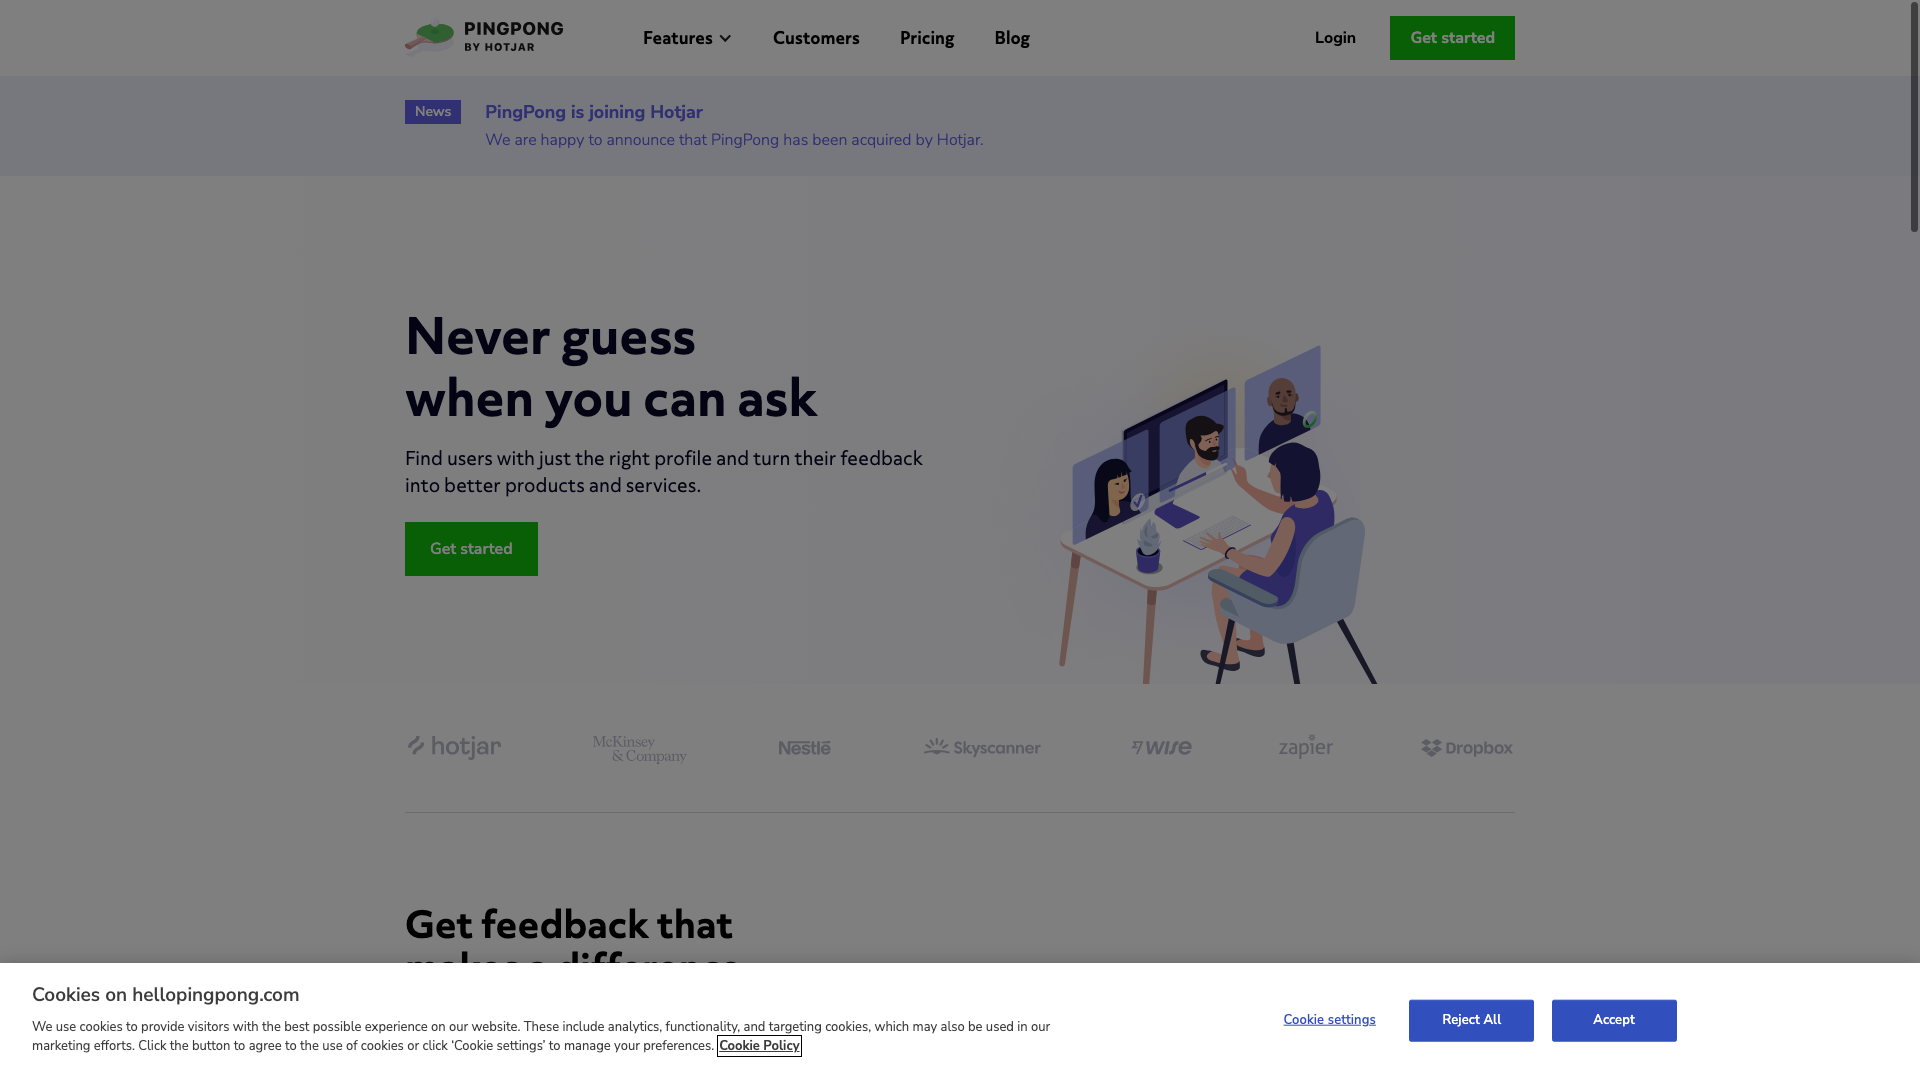 PINGPONG
BY HOTJAR
Features
Customers
Pricing
Blog
Login
Get started
News
PingPong is joining Hotjar
We are happy to announce that PingPong has been acquired by Hotjar.
Never guess
when you can ask
Find users with just the right profile and turn their feedback
into better products and services.
Get started
hotjar
McKinsey
& Company
Nestlé
Skyscanner
wise
zapier
Dropbox
Get feedback that
makes a difference
Cookies on hellopingpong.com
We use cookies to provide visitors with the best possible experience on our website. These include analytics, functionality, and targeting cookies, which may also be used in our
marketing efforts. Click the button to agree to the use of cookies or click ‘Cookie settings’ to manage your preferences. Cookie Policy
Cookie settings
Reject All
Accept